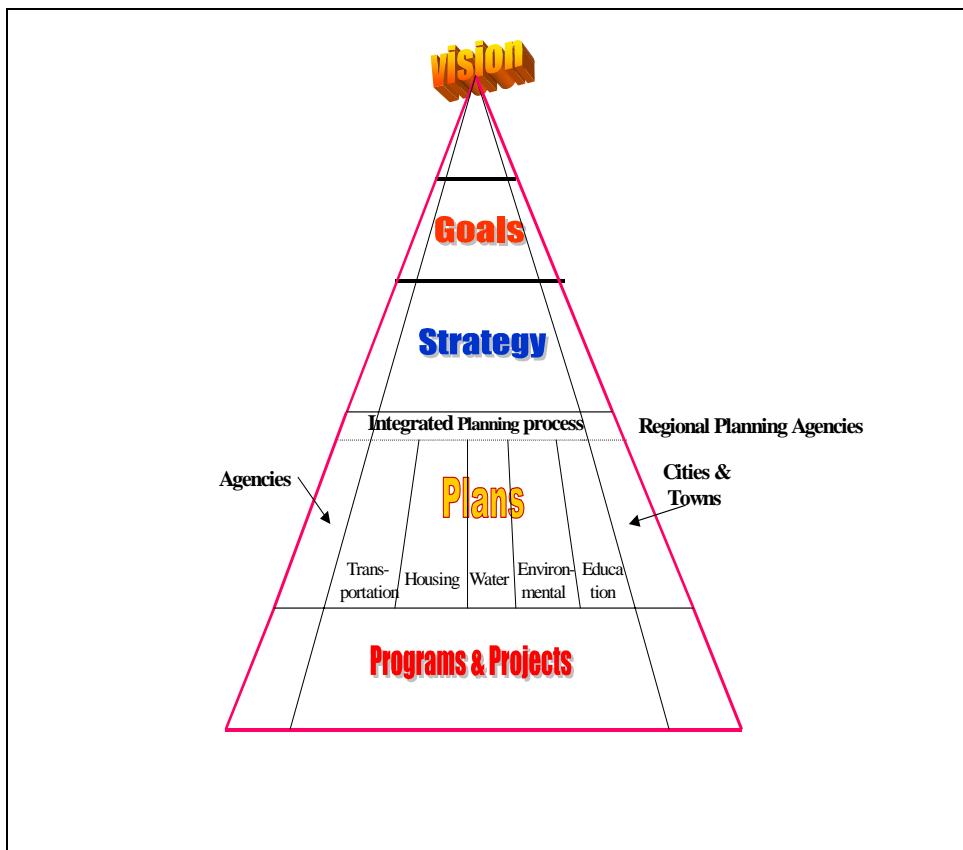 vision
Goals
Strategy
Integrated Planning process
Regional Planning Agencies
Agencies
Cities &
Towns
Plans
Trans-
portation
Housing
Water
Environ-
mental
Educa
tion
Programs & Projects